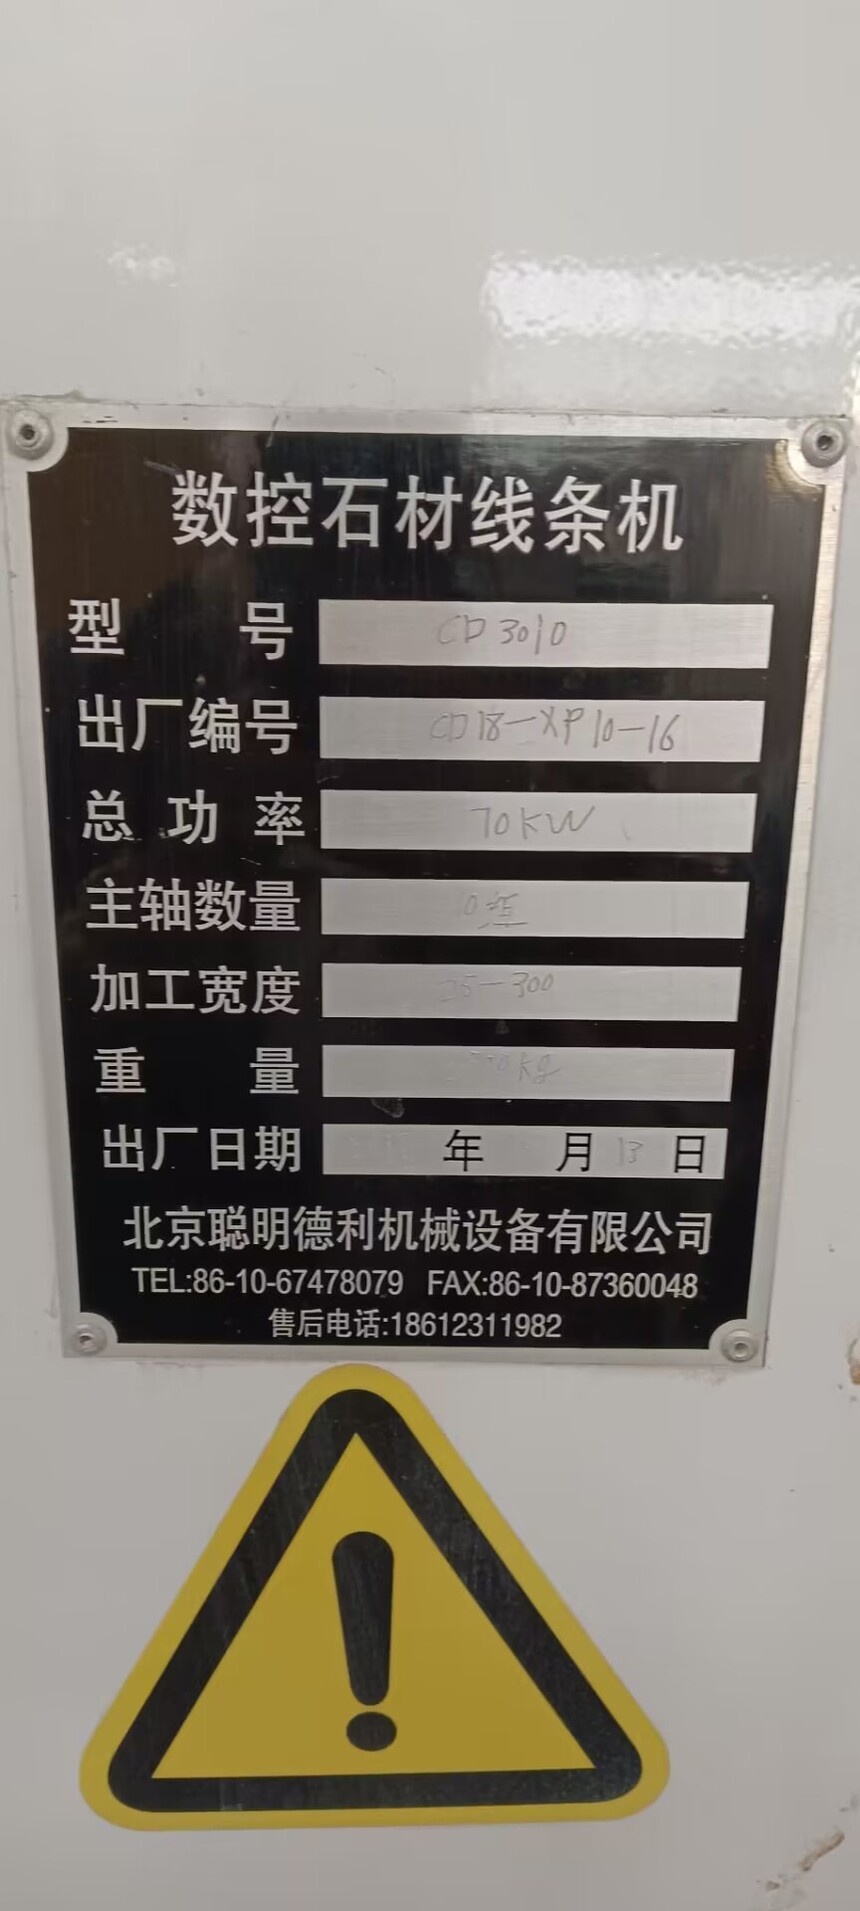 数控石材线条机
型 号 CD3010
出厂编号 CD18-XP10-16
总功率 70KW
主轴数量
加工宽度 25-300
重 量 kg
出厂日期 年 月 13 日
北京聪明德利机械设备有限公司
TEL:86-10-67478079 FAX:86-10-87360048
售后电话:18612311982